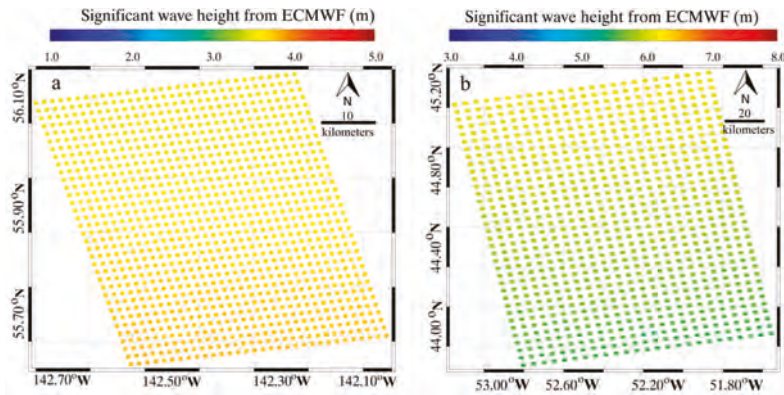 Significant wave height from ECMWF (m)
1.0 2.0 3.0 4.0 5.0
a
N
10
kilometers
56.10°N
55.90°N
55.70°N
142.70°W 142.50°W 142.30°W 142.10°W
Significant wave height from ECMWF (m)
3.0 4.0 5.0 6.0 7.0 8.0
b
N
20
kilometers
45.20°N
44.80°N
44.40°N
44.00°N
53.00°W 52.60°W 52.20°W 51.80°W